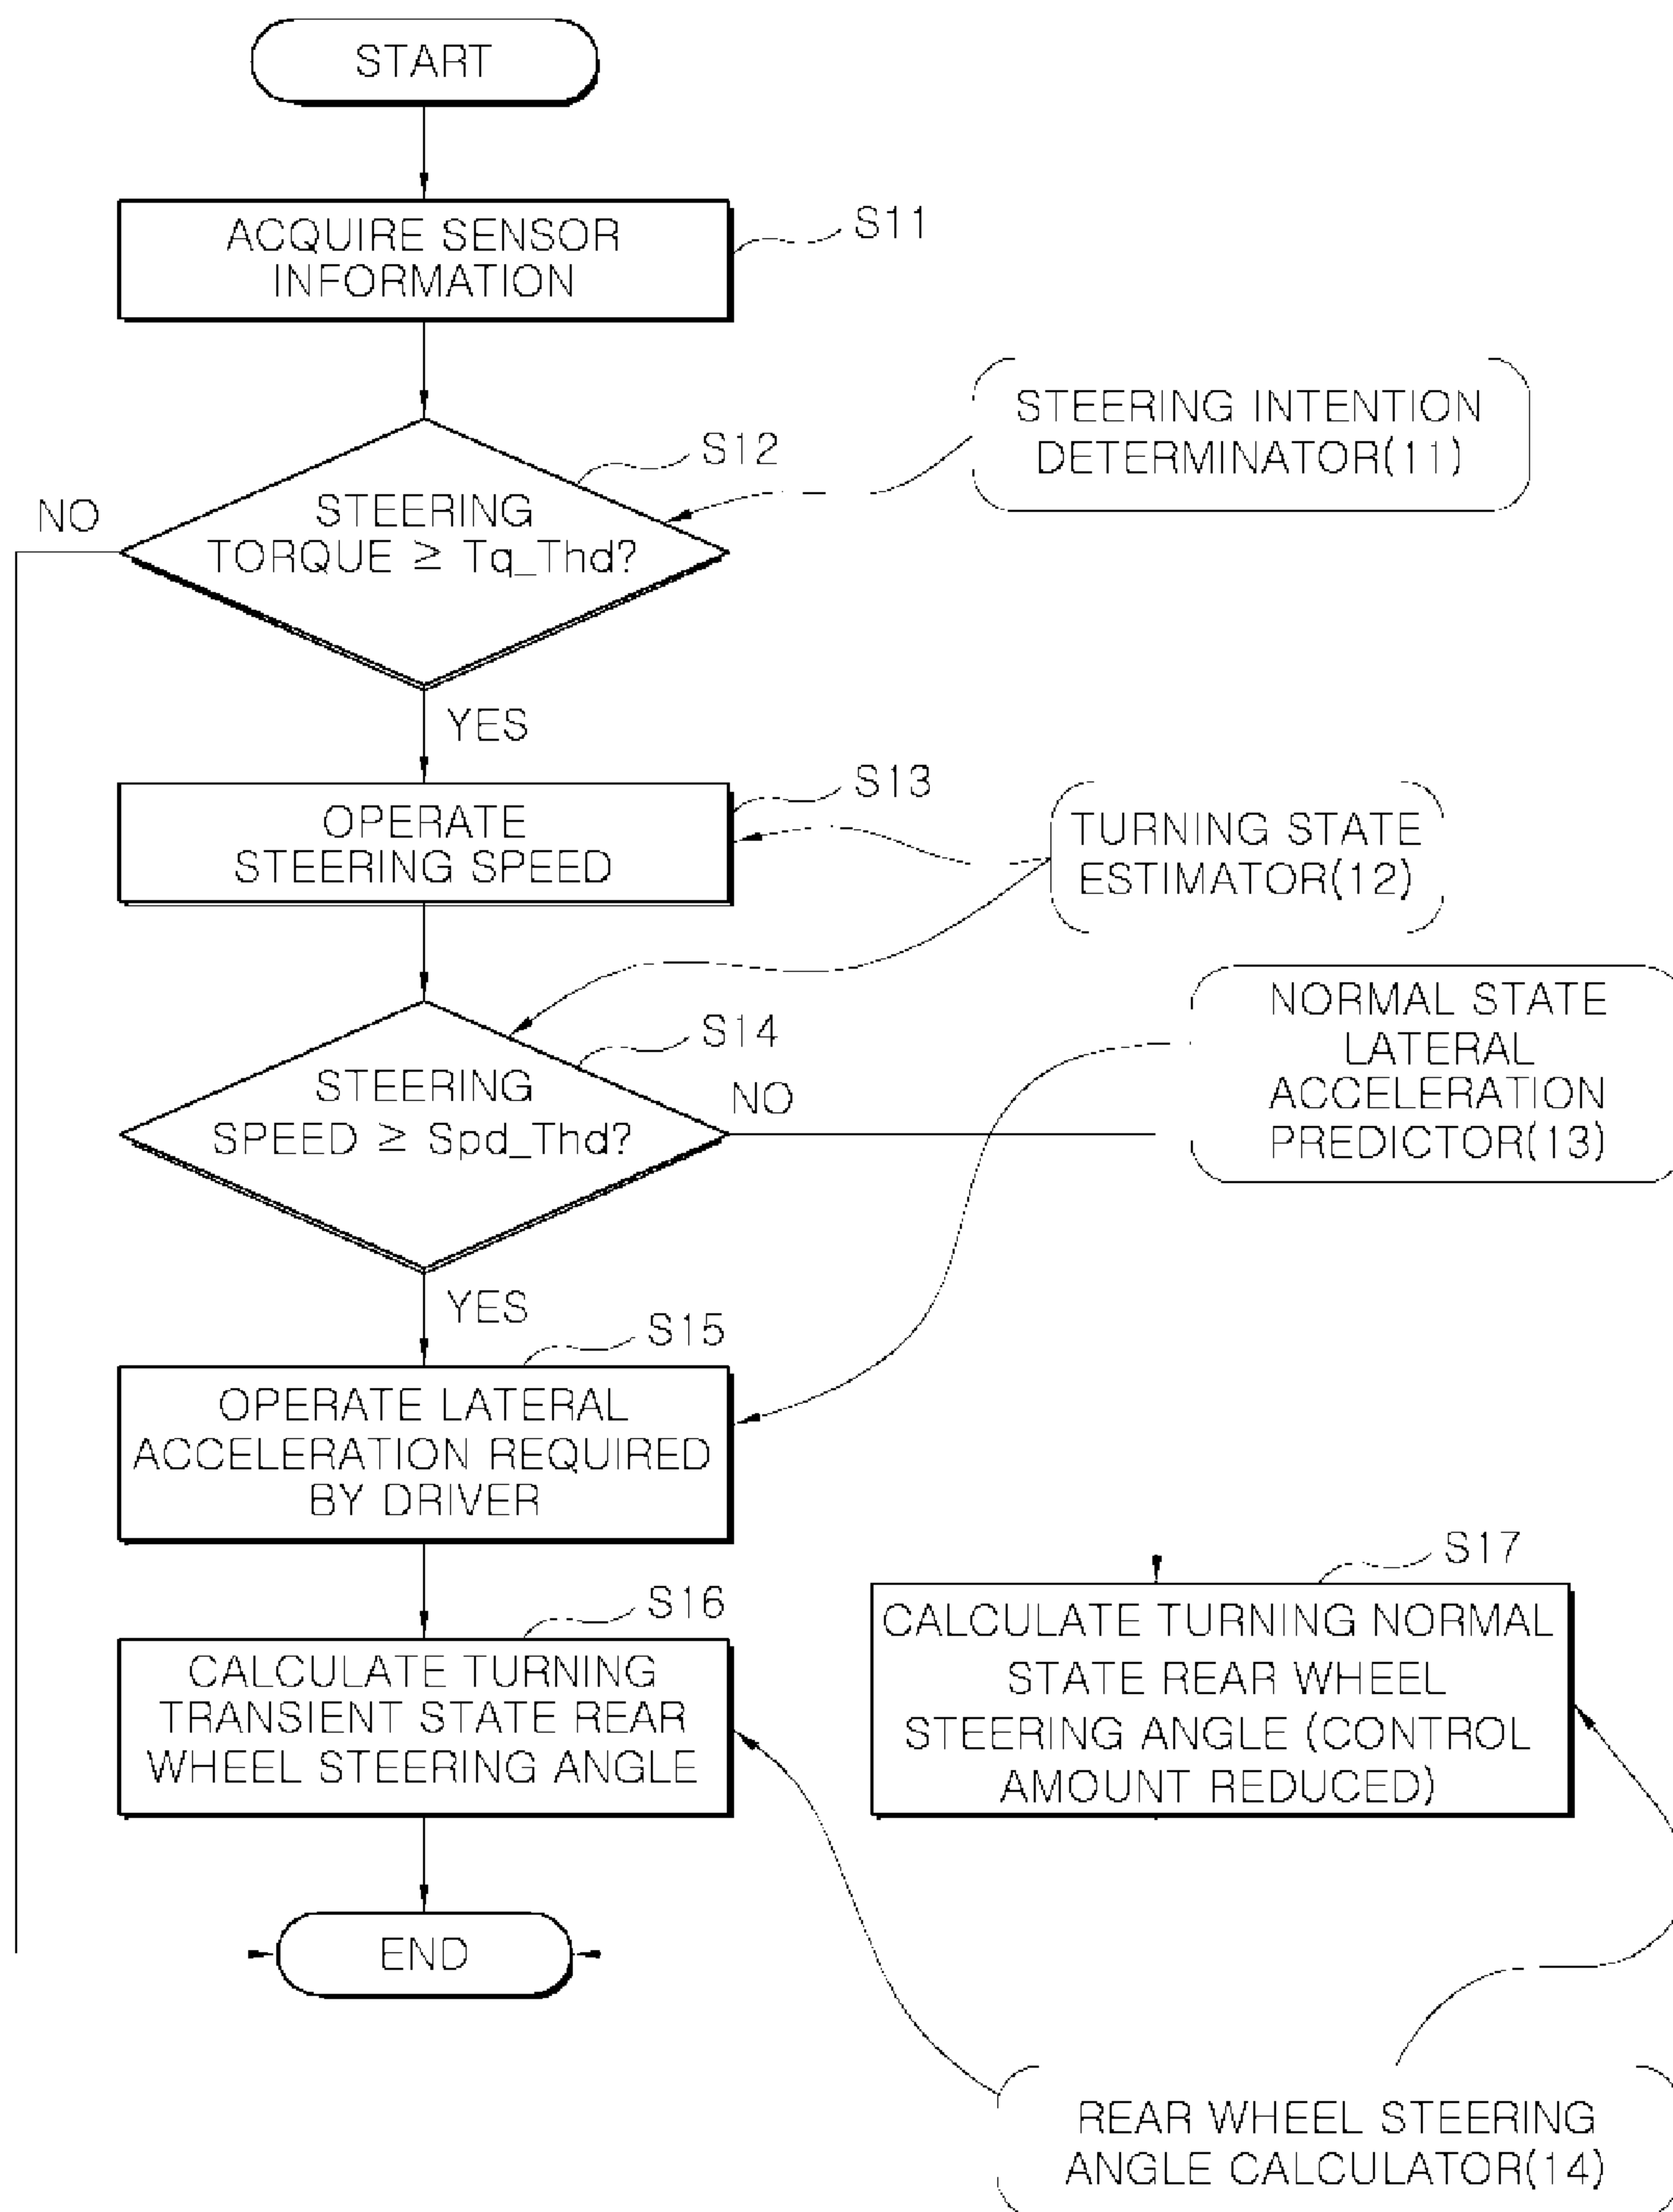 START
ACQUIRE SENSOR
INFORMATION
S11
STEERING INTENTION
DETERMINATOR(11)
S12
NO
STEERING
TORQUE ≥ Tq_Thd?
YES
S13
OPERATE
STEERING SPEED
TURNING STATE
ESTIMATOR(12)
NORMAL STATE
LATERAL
ACCELERATION
PREDICTOR(13)
S14
STEERING
SPEED ≥ Spd_Thd?
NO
YES
S15
OPERATE LATERAL
ACCELERATION REQUIRED
BY DRIVER
S16
CALCULATE TURNING
TRANSIENT STATE REAR
WHEEL STEERING ANGLE
S17
CALCULATE TURNING NORMAL
STATE REAR WHEEL
STEERING ANGLE (CONTROL
AMOUNT REDUCED)
END
REAR WHEEL STEERING
ANGLE CALCULATOR(14)